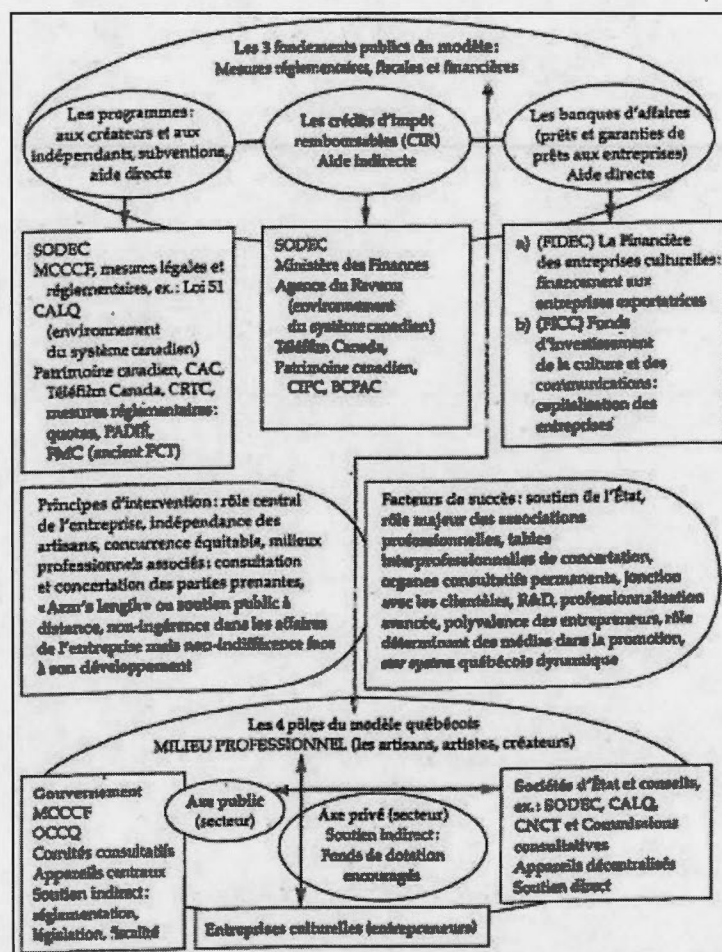 Les 3 fondements publics du modèle :
Mesures réglementaires, fiscales et financières
Les programmes :
aux créateurs et aux
indépendants, subventions,
aide directe
Les crédits d'impôt
remboursables (CIR)
Aide indirecte
Les banques d'affaires
(prêts et garanties de
prêts aux entreprises)
Aide directe
SODEC
MCCCF, mesures légales et
réglementaires, ex. : Loi 51
CALQ
(environnement
du système canadien)
Patrimoine canadien, CAC,
Téléfilm Canada, CRTC,
mesures réglementaires :
quotas, PADIÉ,
FMC (ancient FCT)
SODEC
Ministère des Finances
Agence du Revenu
(environnement
du système canadien)
Téléfilm Canada,
Patrimoine canadien,
CIFC, BCPAC
a) (FIDEC) La Financière
des entreprises culturelles :
financement aux
entreprises exportatrices
b) (FICC) Fonds
d'investissement
de la culture et des
communications :
capitalisation des
entreprises
Principes d'intervention : rôle central
de l'entreprise, indépendance des
artisans, concurrence équitable, milieux
professionnels associés : consultation
et concertation des parties prenantes,
«Arm's length» ou soutien public à
distance, non-ingérence dans les affaires
de l'entreprise mais non-indifférence face
à son développement
Facteurs de succès : soutien de l'État,
rôle majeur des associations
professionnelles, tables
interprofessionnelles de concertation,
organes consultatifs permanents, jonction
avec les clientèles, R&D, professionnalisation
avancée, polyvalence des entrepreneurs, rôle
déterminant des médias dans la promotion,
star system québécois dynamique
Les 4 pôles du modèle québécois
MILIEU PROFESSIONNEL (les artisans, artistes, créateurs)
Gouvernement
MCCCF
OCCQ
Comités consultatifs
Appareils centraux
Soutien indirect :
réglementation,
législation, fiscalité
Axe public
(secteur)
Axe privé (secteur)
Soutien indirect :
Fonds de dotation
encouragés
Sociétés d'État et conseils,
ex. : SODEC, CALQ,
CNCT et Commissions
consultatives
Appareils décentralisés
Soutien direct
Entreprises culturelles (entrepreneurs)